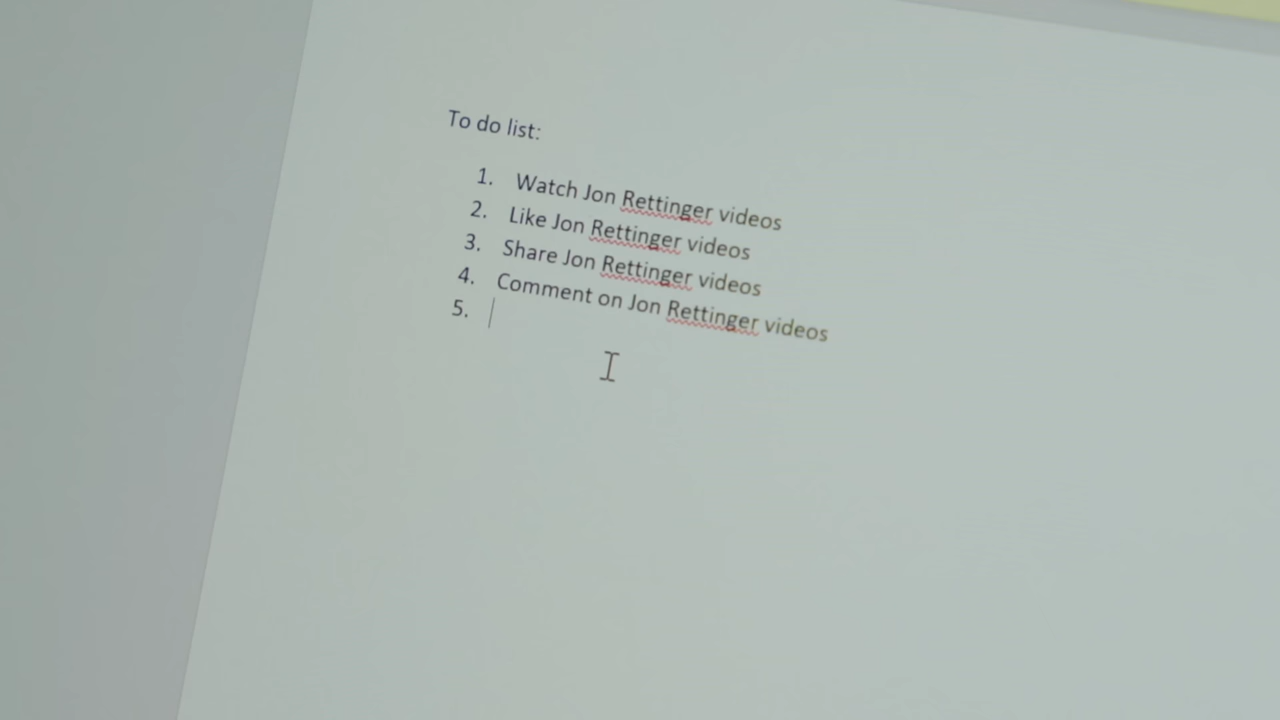 To do list:
1. Watch Jon Rettinger videos
2. Like Jon Rettinger videos
3. Share Jon Rettinger videos
4. Comment on Jon Rettinger videos
5.